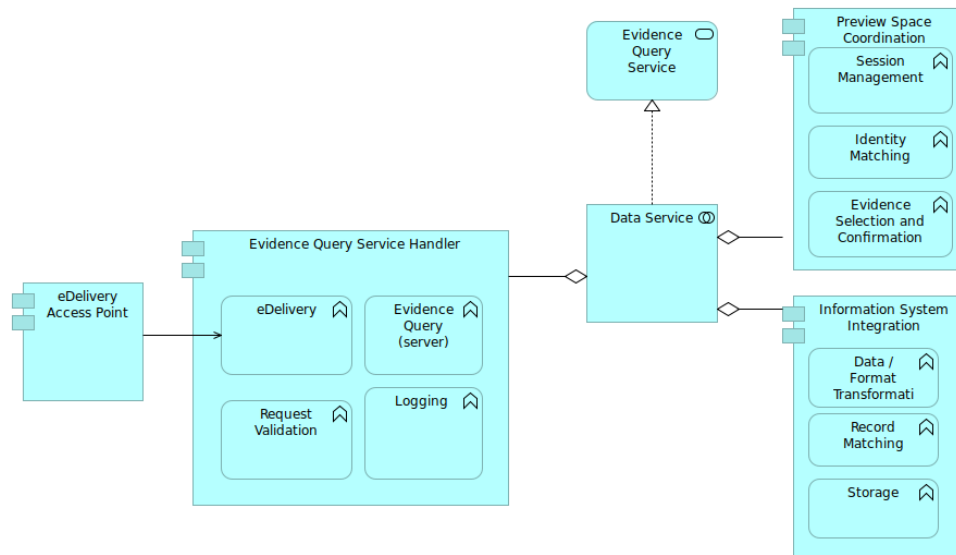 Evidence
Query
Service
Preview Space
Coordination
Session
Management
Identity
Matching
Evidence
Selection and
Confirmation
Data Service
Evidence Query Service Handler
eDelivery
Access Point
eDelivery
Evidence
Query
(server)
Request
Validation
Logging
Information System
Integration
Data /
Format
Transformati
Record
Matching
Storage